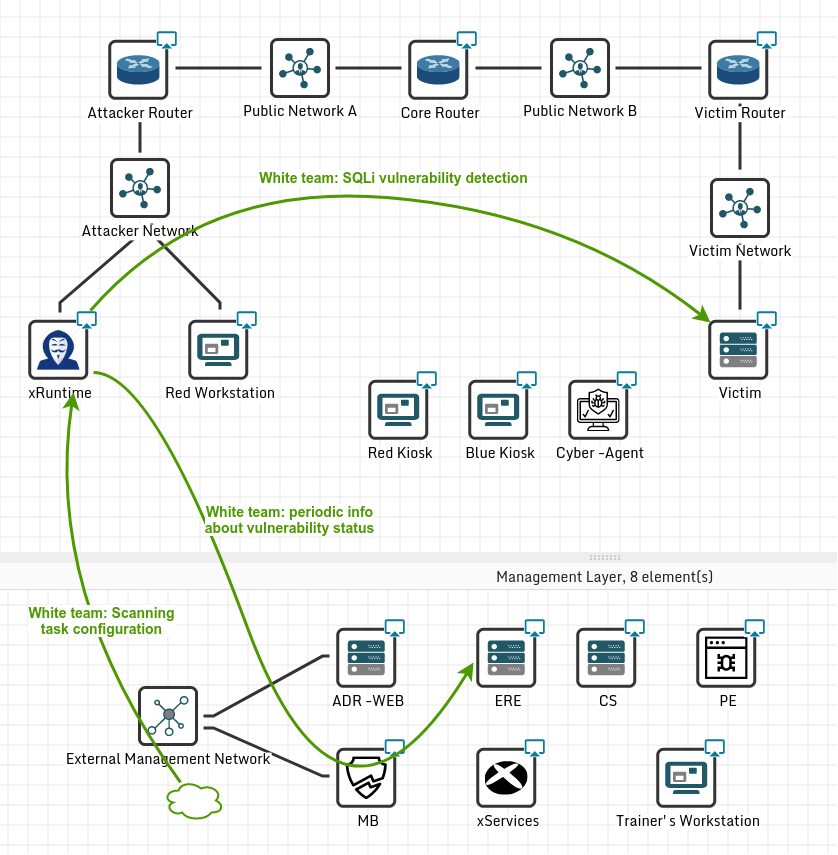 Attacker Router
Public Network A
Core Router
Public Network B
Victim Router
White team: SQLi vulnerability detection
Attacker Network
Victim Network
xRuntime
Red Workstation
Victim
Red Kiosk
Blue Kiosk
Cyber -Agent
White team: periodic info
about vulnerability status
Management Layer, 8 element(s)
White team: Scanning
task configuration
ADR -WEB
ERE
CS
PE
External Management Network
MB
xServices
Trainer's Workstation